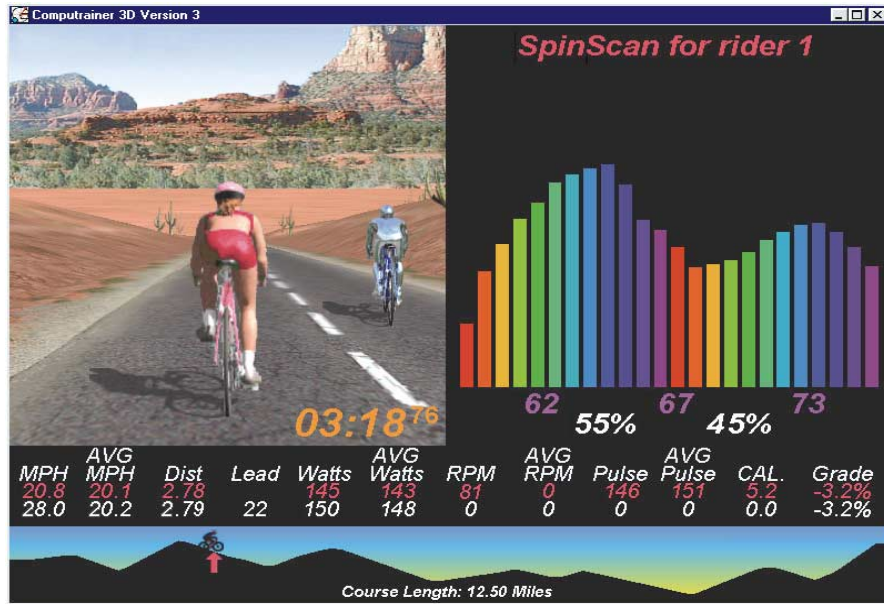 Computrainer 3D Version 3
SpinScan for rider 1
03:18 76
62 67 73
55% 45%
AVG AVG AVG AVG
MPH MPH Dist Lead Watts Watts RPM RPM Pulse Pulse CAL. Grade
20.8 20.1 2.78 145 143 81 0 146 151 5.2 -3.2%
28.0 20.2 2.79 22 150 148 0 0 0 0 0.0 -3.2%
Course Length: 12.50 Miles